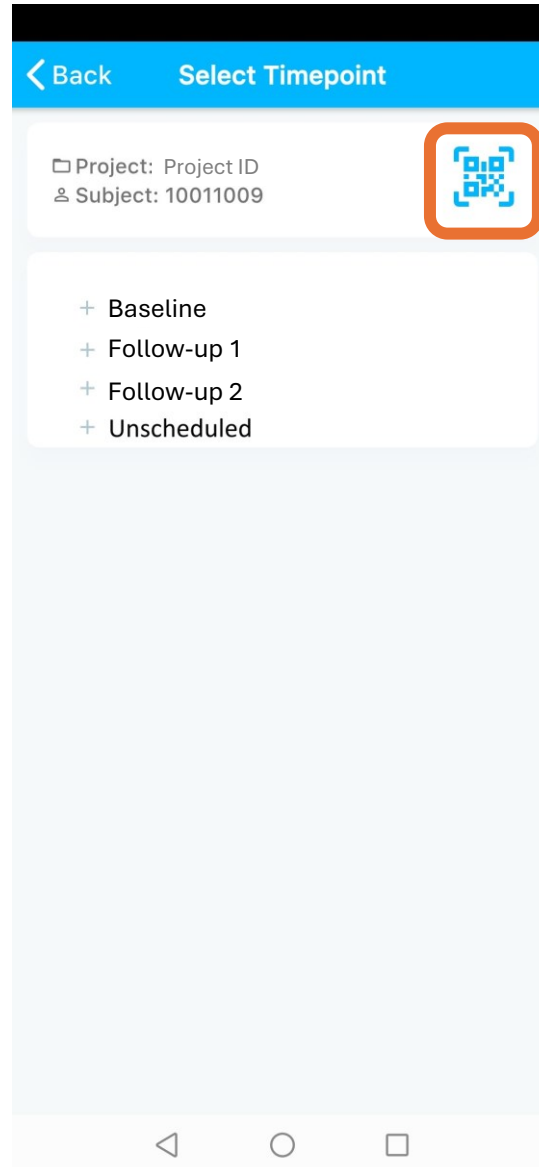 Back Select Timepoint
Project: Project ID
Subject: 10011009
+ Baseline
+ Follow-up 1
+ Follow-up 2
+ Unscheduled